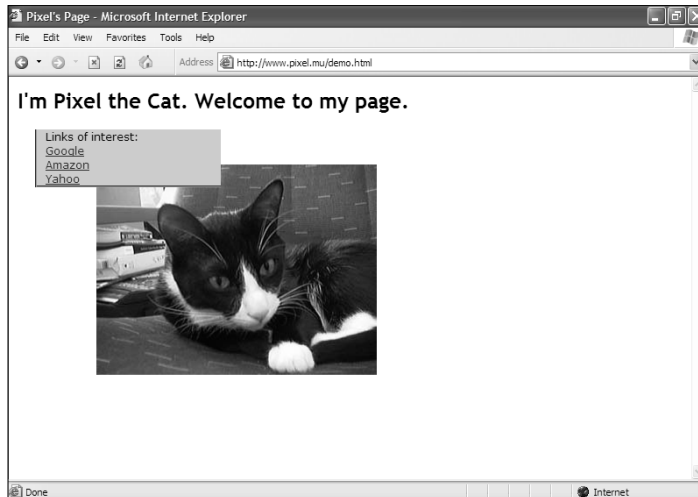 Pixel's Page - Microsoft Internet Explorer
File Edit View Favorites Tools Help
Address http://www.pixel.mu/demo.html
I'm Pixel the Cat. Welcome to my page.
Links of interest:
Google
Amazon
Yahoo
Done Internet